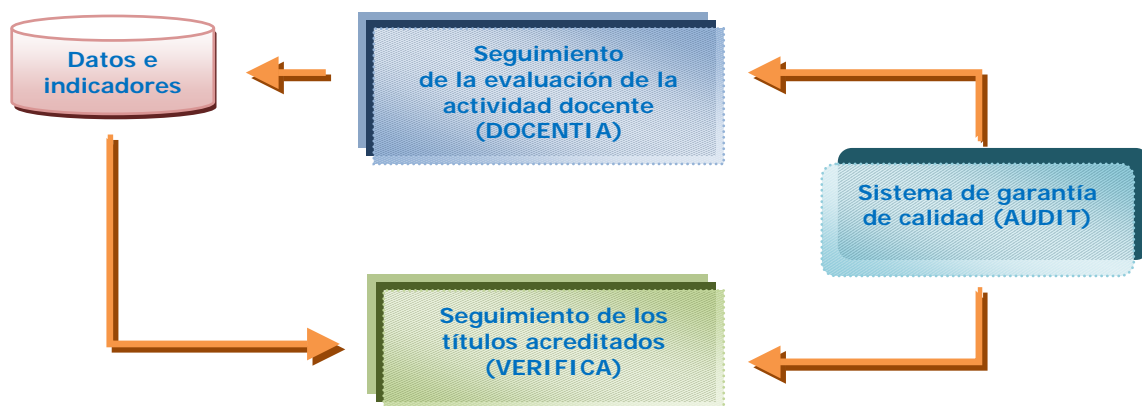 Datos e
indicadores
Seguimiento
de la evaluación de la
actividad docente
(DOCENTIA)
Sistema de garantía
de calidad (AUDIT)
Seguimiento de los
títulos acreditados
(VERIFICA)